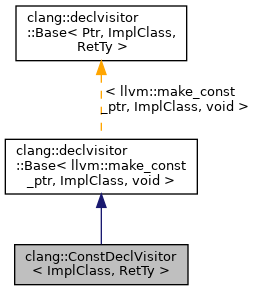 clang::declvisitor
::Base< Ptr, ImplClass,
RetTy >
< llvm::make_const
_ptr, ImplClass, void >
clang::declvisitor
::Base< llvm::make_const
_ptr, ImplClass, void >
clang::ConstDeclVisitor
< ImplClass, RetTy >